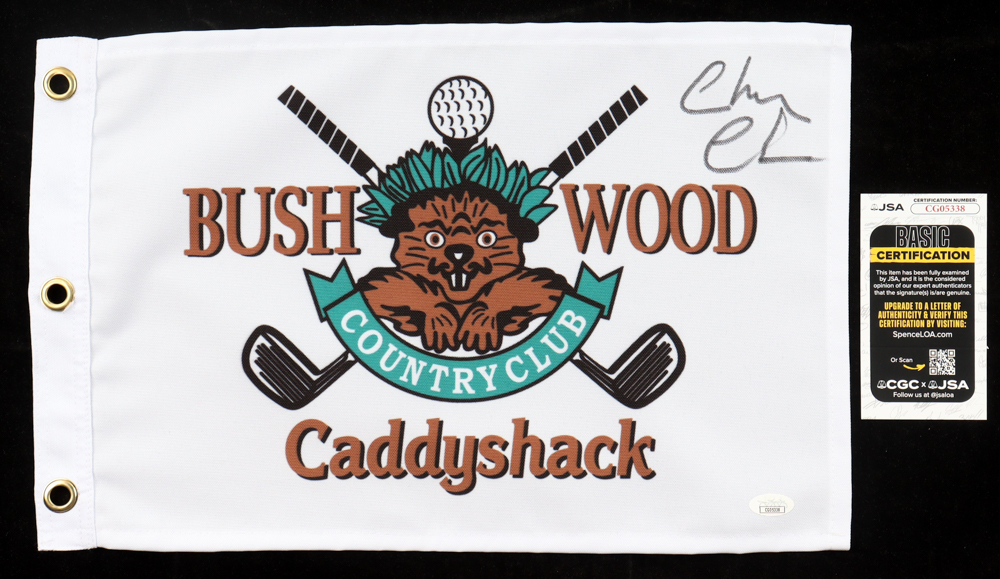 BUSH WOOD
COUNTRY CLUB
Caddyshack
CG05338
JSA
CERTIFICATION NUMBER:
CG05338
BASIC
CERTIFICATION
This item has been fully examined
by JSA, and it is the considered
opinion of our expert authenticators
that the signature(s) is/are genuine.
UPGRADE TO A LETTER OF
AUTHENTICITY & VERIFY THIS
CERTIFICATION BY VISITING:
SpenceLOA.com
Or Scan
CGC x JSA
Follow us at @jsaloa